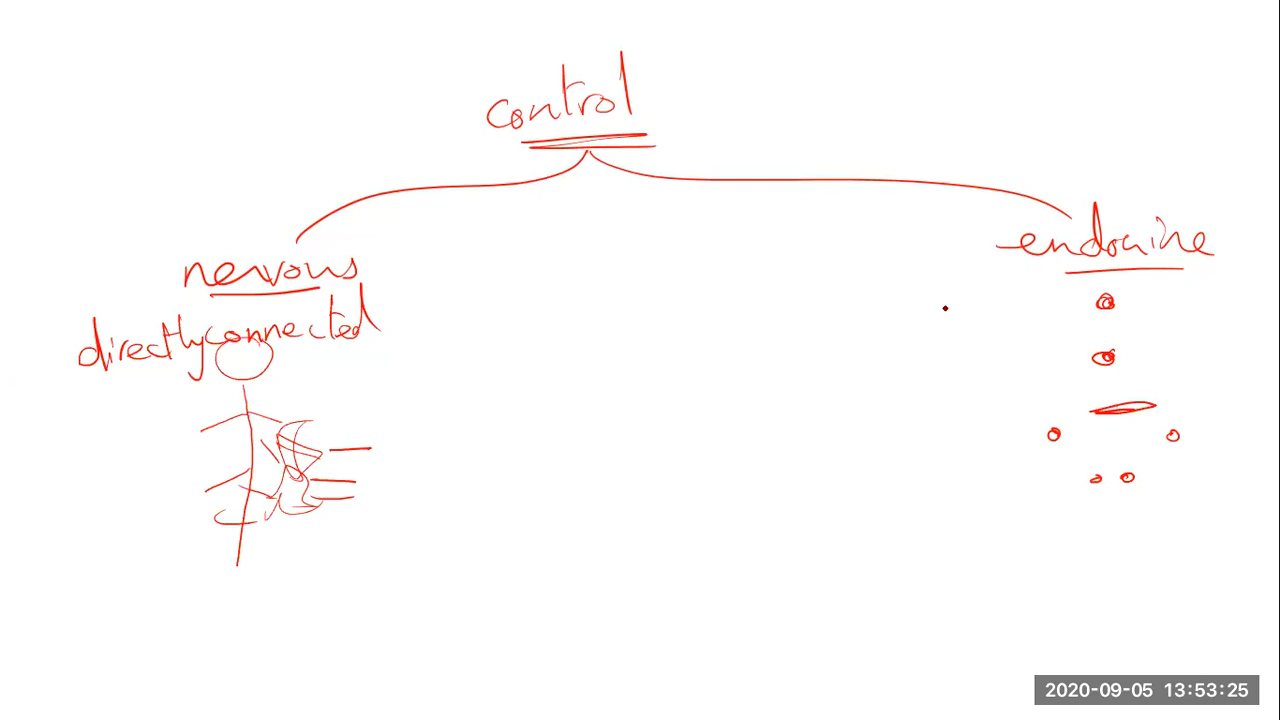 control
nervous
endocrine
directly connected
2020-09-05 13:53:25